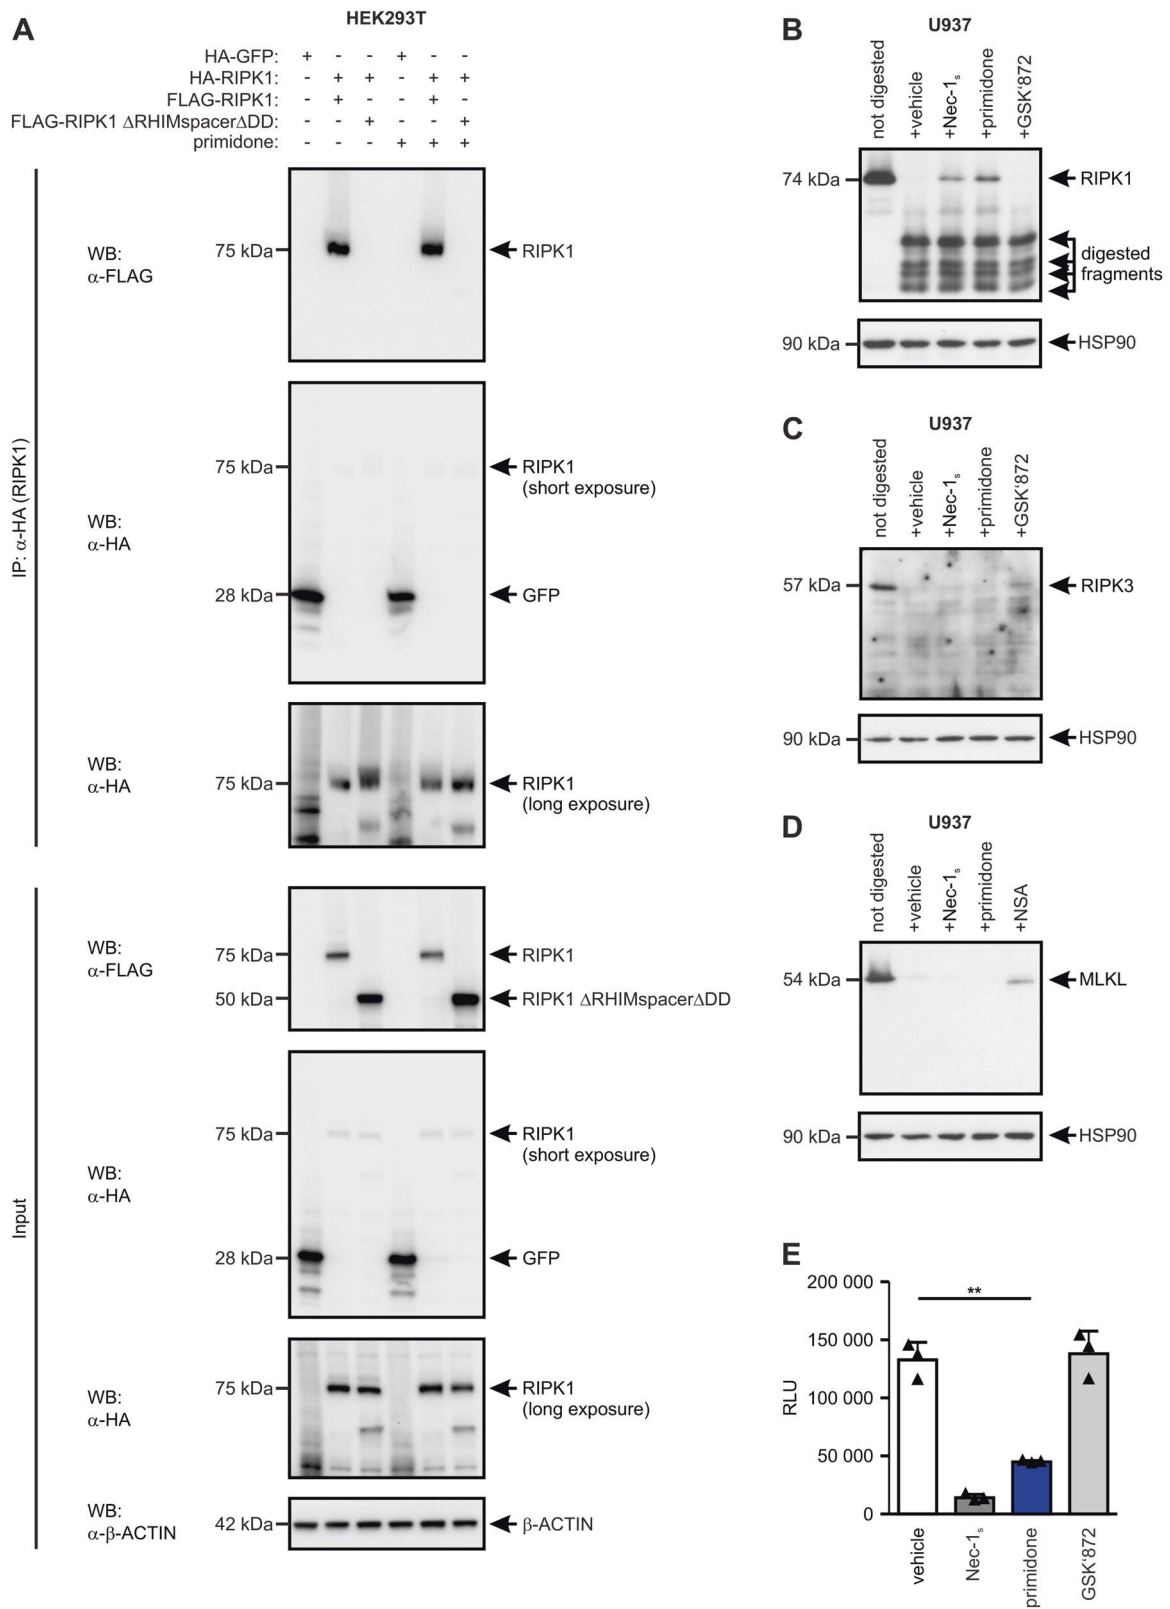 A
HEK293T
HA-GFP: + - - + - -
HA-RIPK1: - + + - + +
FLAG-RIPK1: - + - - + -
FLAG-RIPK1 ΔRHIMspacerΔDD: - - + - - +
primidone: - - - + + +
IP: α-HA (RIPK1)
WB:
α-FLAG
75 kDa
RIPK1
WB:
α-HA
75 kDa
RIPK1
(short exposure)
28 kDa
GFP
WB:
α-HA
75 kDa
RIPK1
(long exposure)
Input
WB:
α-FLAG
75 kDa
RIPK1
50 kDa
RIPK1 ΔRHIMspacerΔDD
WB:
α-HA
75 kDa
RIPK1
(short exposure)
28 kDa
GFP
WB:
α-HA
75 kDa
RIPK1
(long exposure)
WB:
α-β-ACTIN
42 kDa
β-ACTIN
B
U937
not digested
+vehicle
+Nec-1s
+primidone
+GSK‘872
74 kDa
RIPK1
digested
fragments
90 kDa
HSP90
C
U937
not digested
+vehicle
+Nec-1s
+primidone
+GSK‘872
57 kDa
RIPK3
90 kDa
HSP90
D
U937
not digested
+vehicle
+Nec-1s
+primidone
+NSA
54 kDa
MLKL
90 kDa
HSP90
E
200 000
150 000
100 000
50 000
0
RLU
**
vehicle
Nec-1s
primidone
GSK‘872